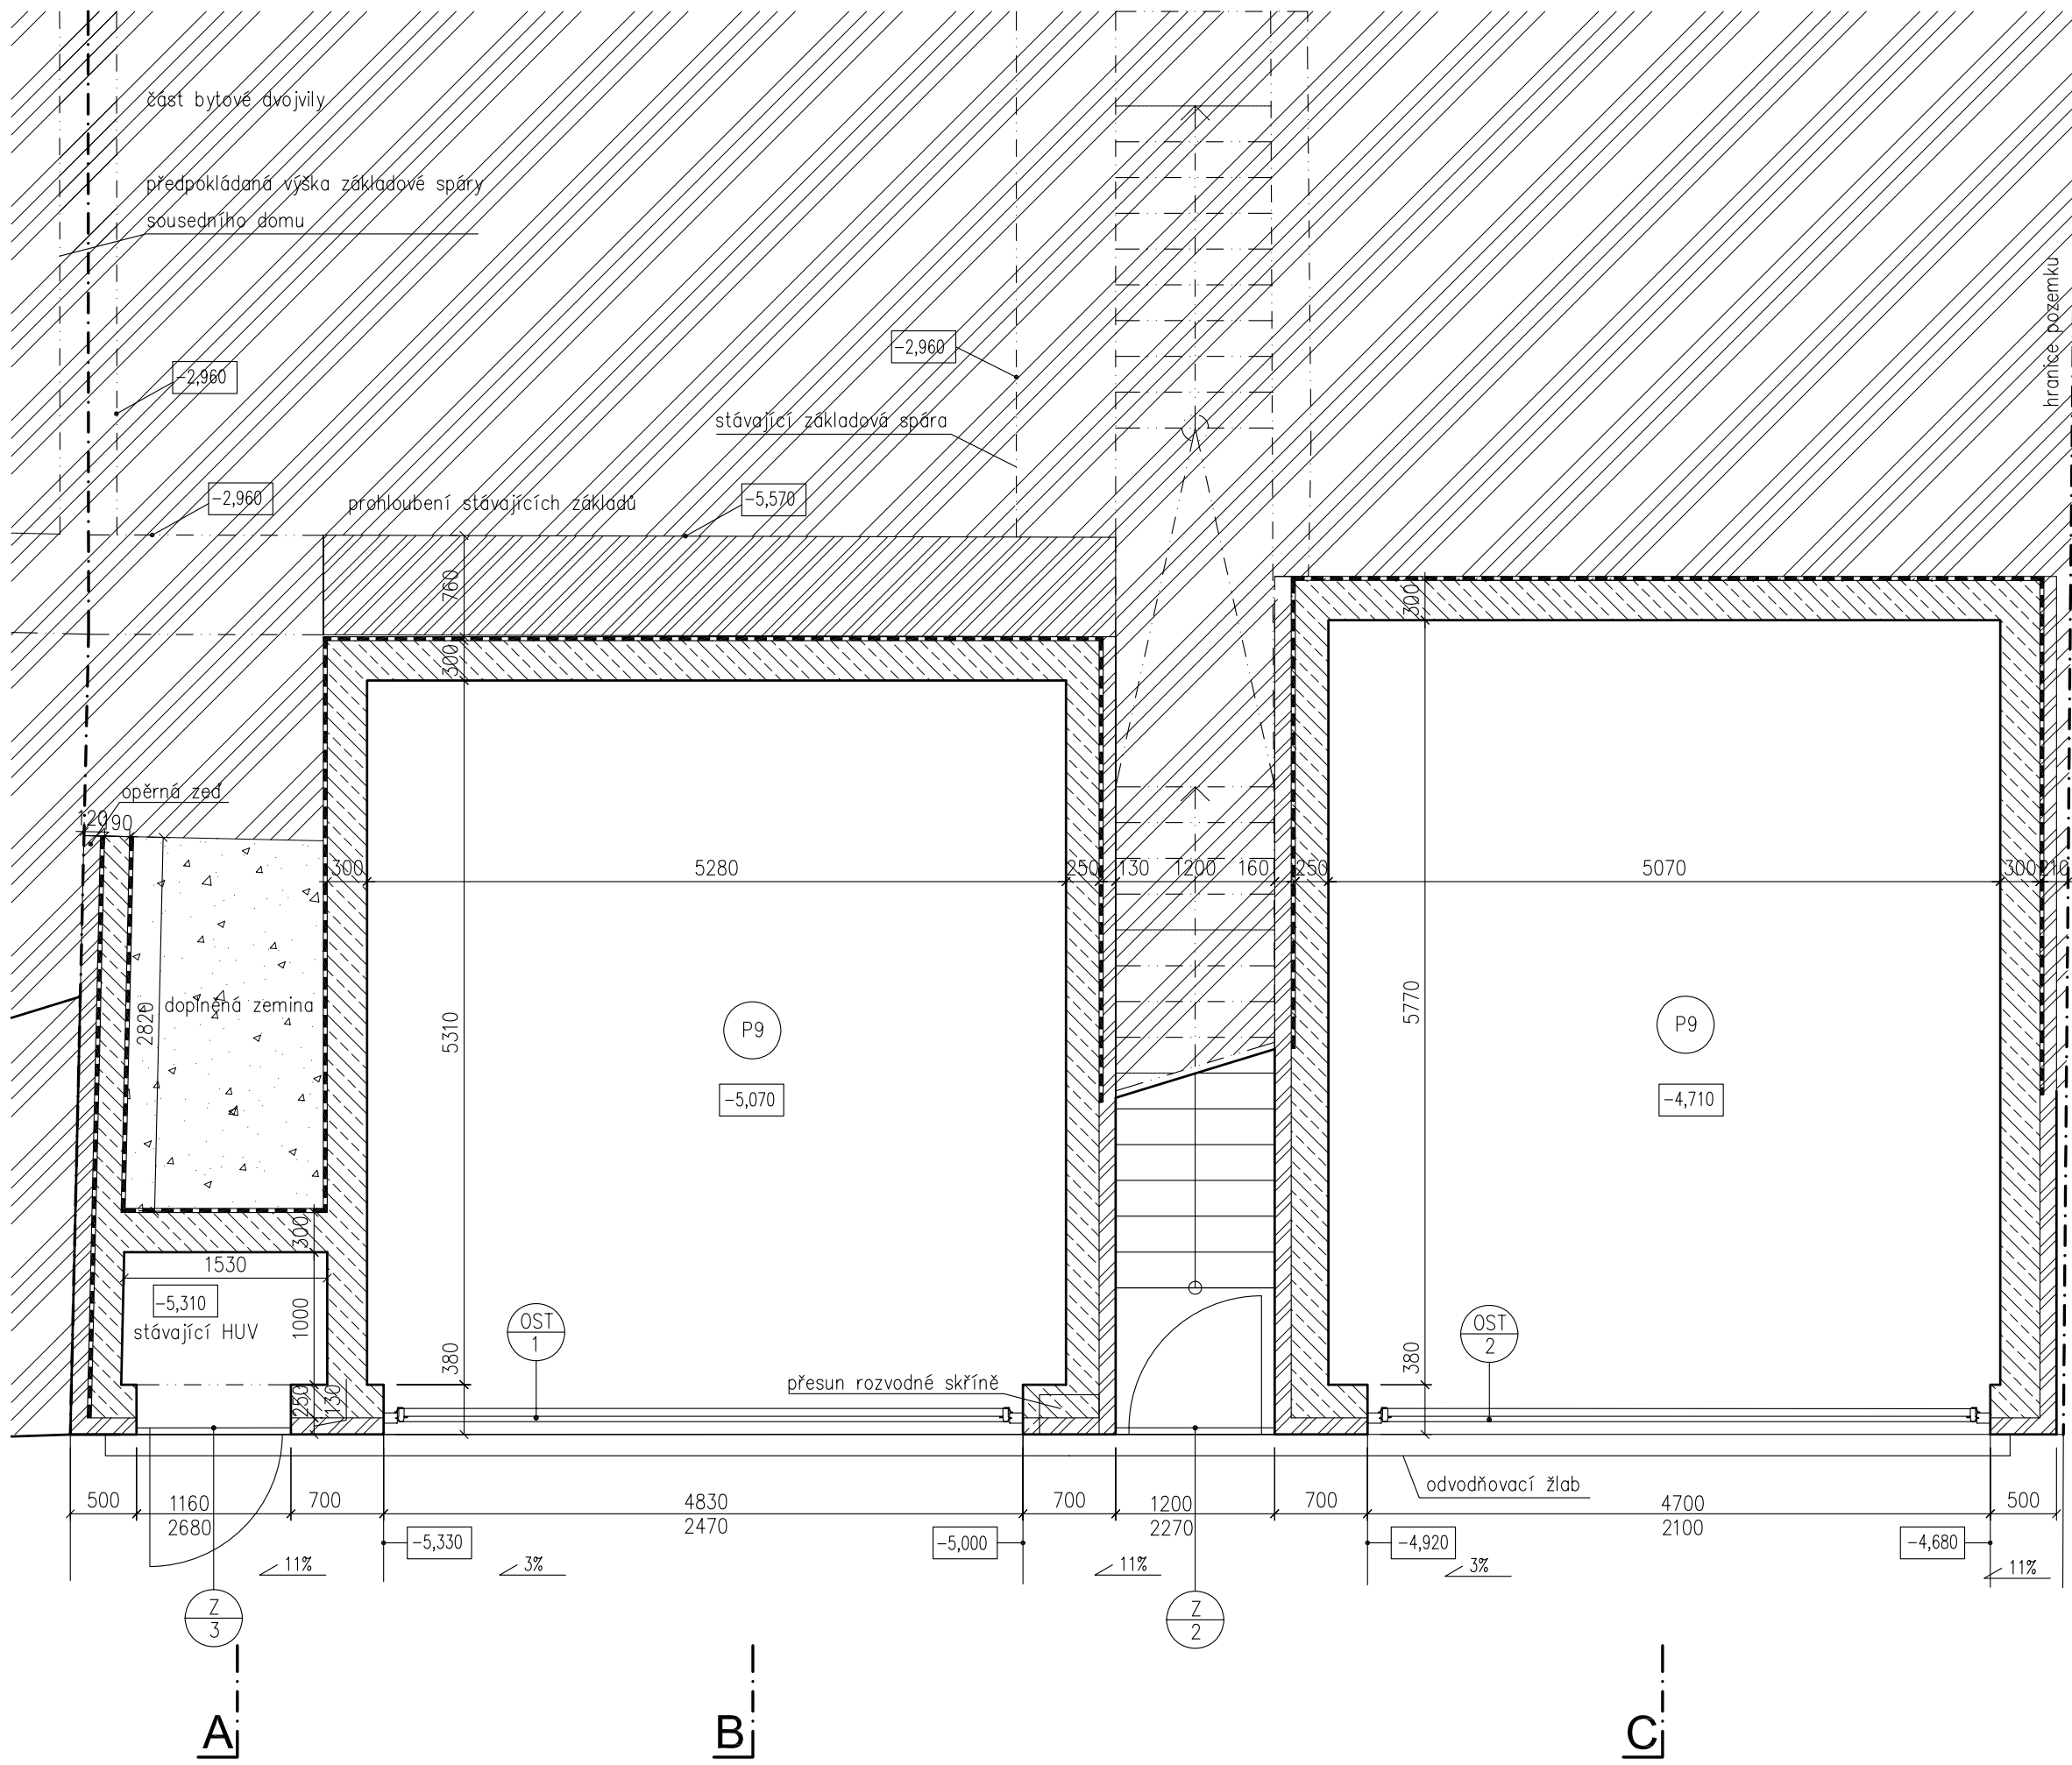 část bytové dvojvily
předpokládaná výška základové spáry
sousedního domu
hranice pozemku
-2,960
-2,960
stávající základová spára
-2,960
prohloubení stávajících základů
-5,570
760
300
300
opěrná zeď
120
190
300
5280
250
130
1200
160
250
5070
300
210
2820
doplněná zemina
5310
5770
P9
P9
-5,070
-4,710
300
1530
-5,310
1000
stávající HUV
OST
1
OST
2
380
380
přesun rozvodné skříně
250
130
odvodňovací žlab
500
1160
2680
700
4830
2470
700
1200
2270
700
4700
2100
500
-5,330
-5,000
-4,920
-4,680
11%
3%
11%
3%
11%
Z
3
Z
2
A
B
C